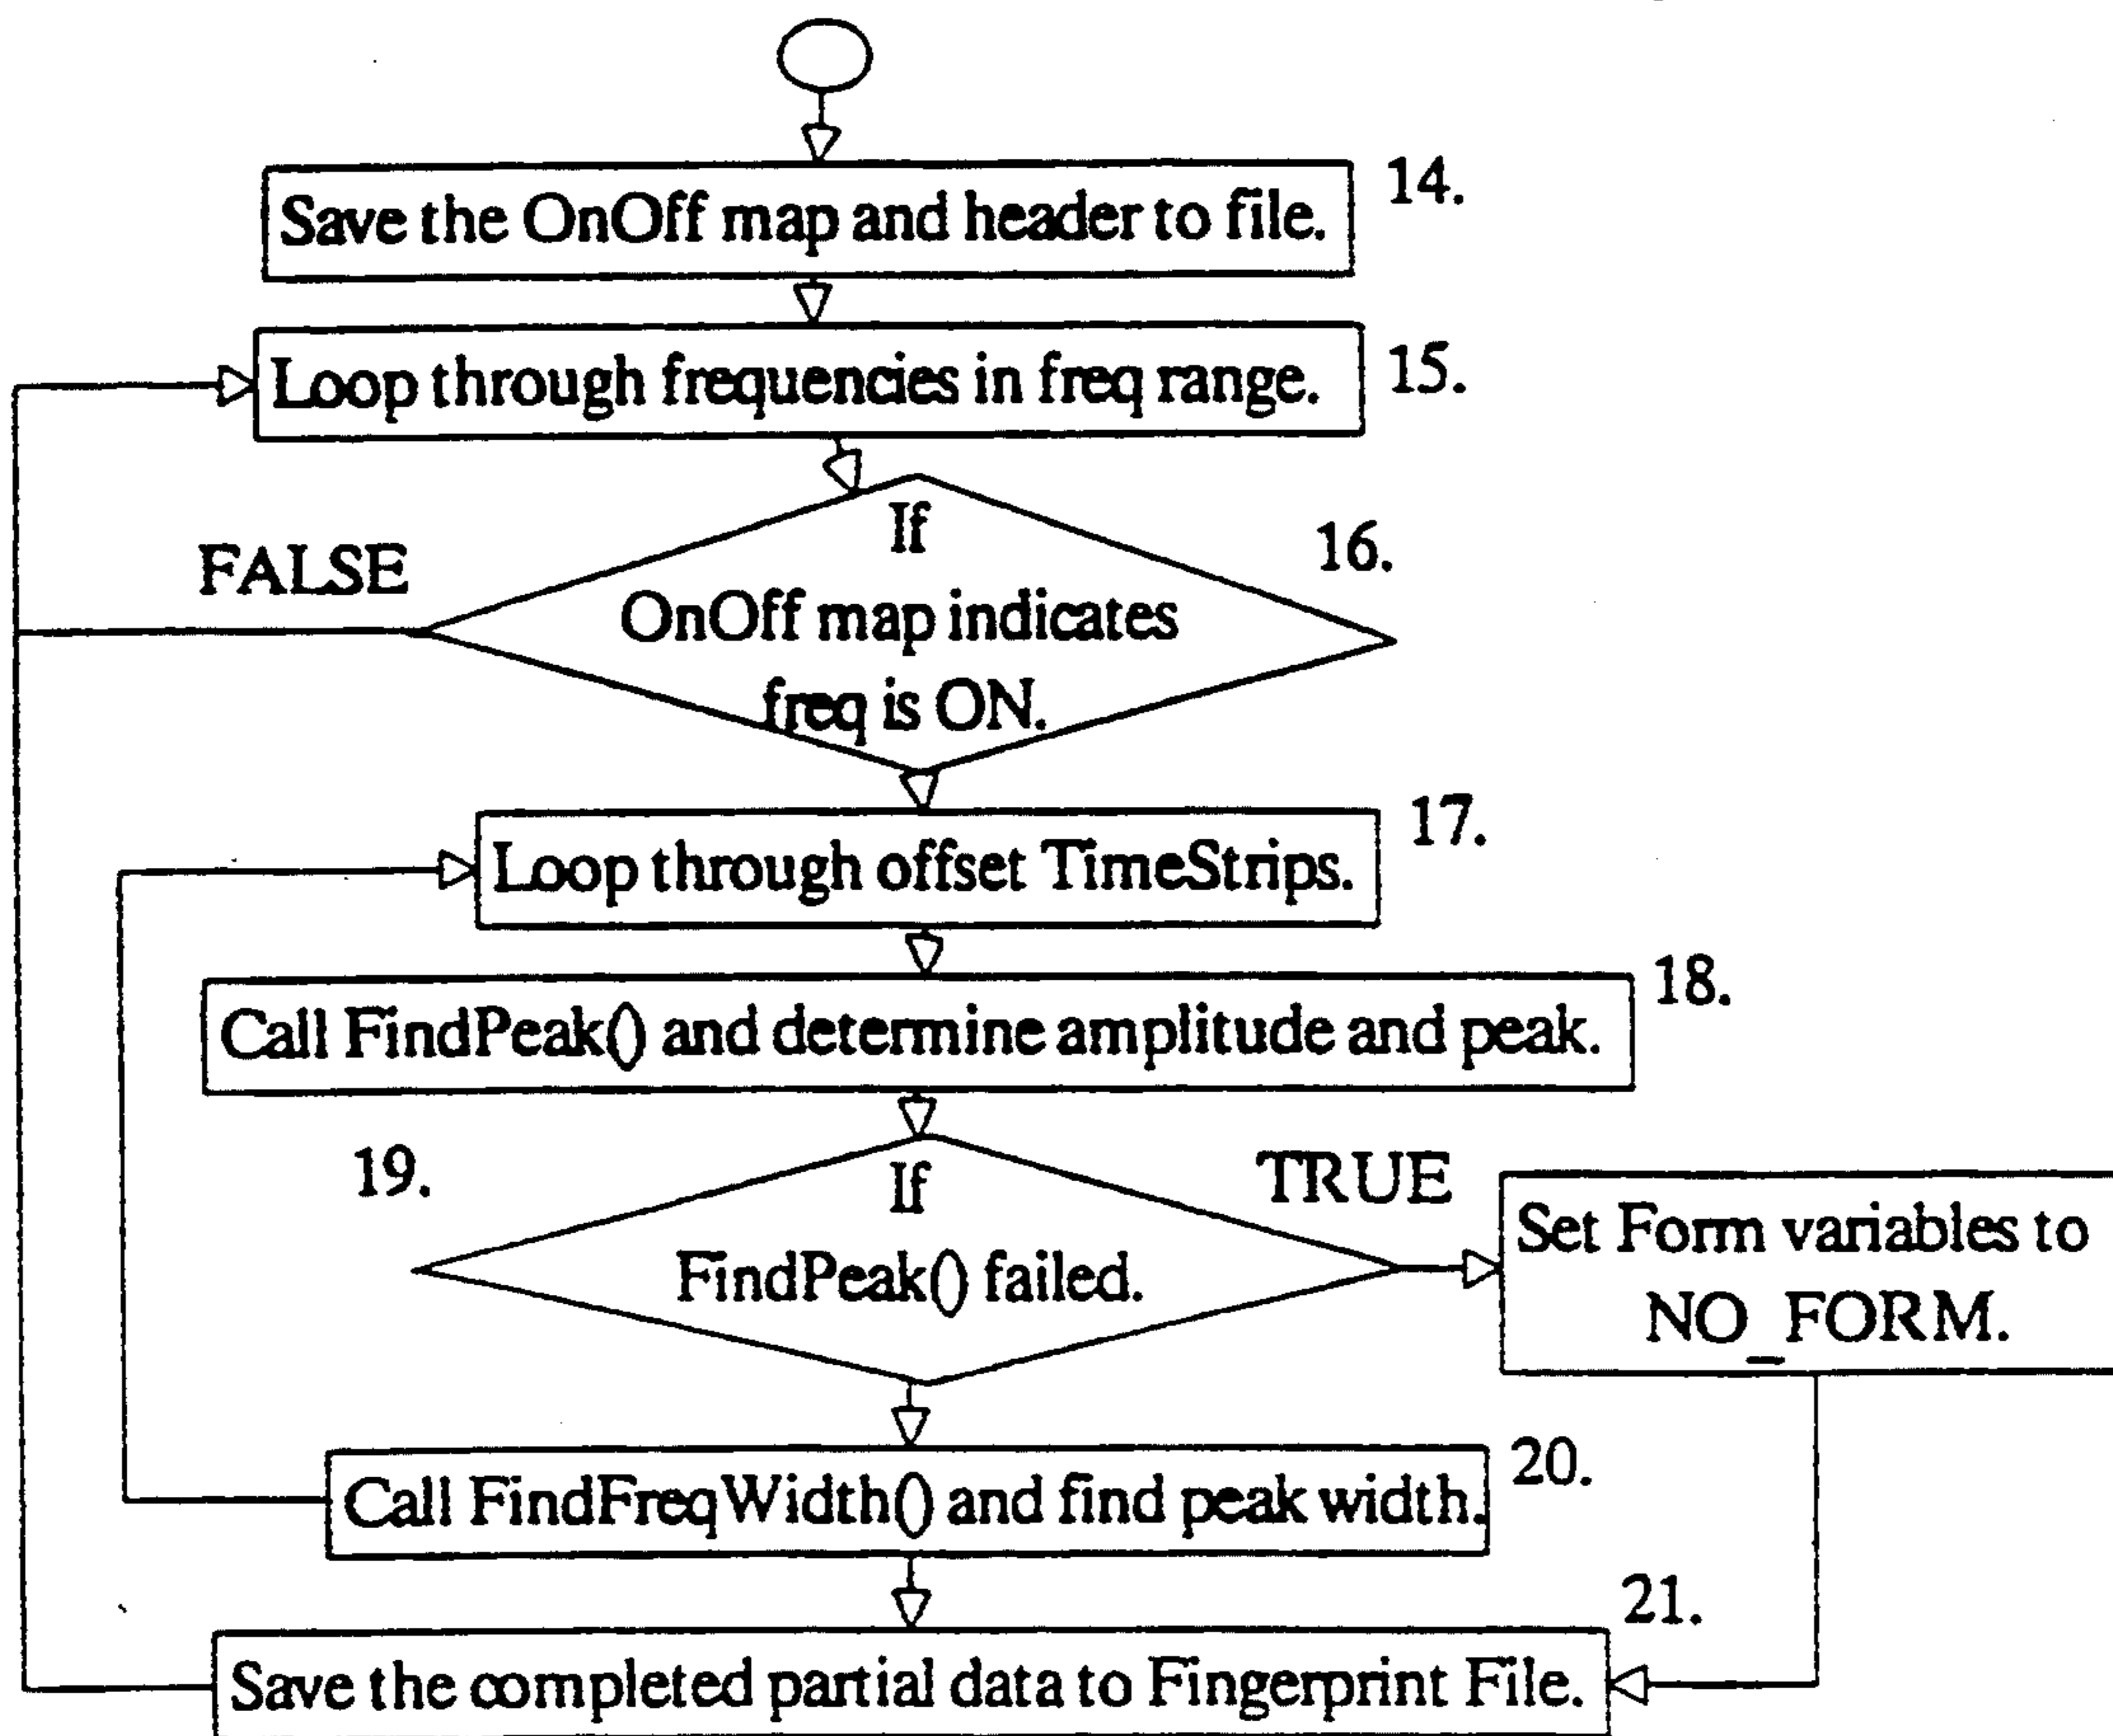 Save the OnOff map and header to file.
14.
Loop through frequencies in freq range.
15.
If
OnOff map indicates
freq is ON.
16.
FALSE
Loop through offset TimeStrips.
17.
Call FindPeak() and determine amplitude and peak.
18.
19.
If
FindPeak() failed.
TRUE
Set Form variables to
NO_FORM.
Call FindFreqWidth() and find peak width.
20.
21.
Save the completed partial data to Fingerprint File.